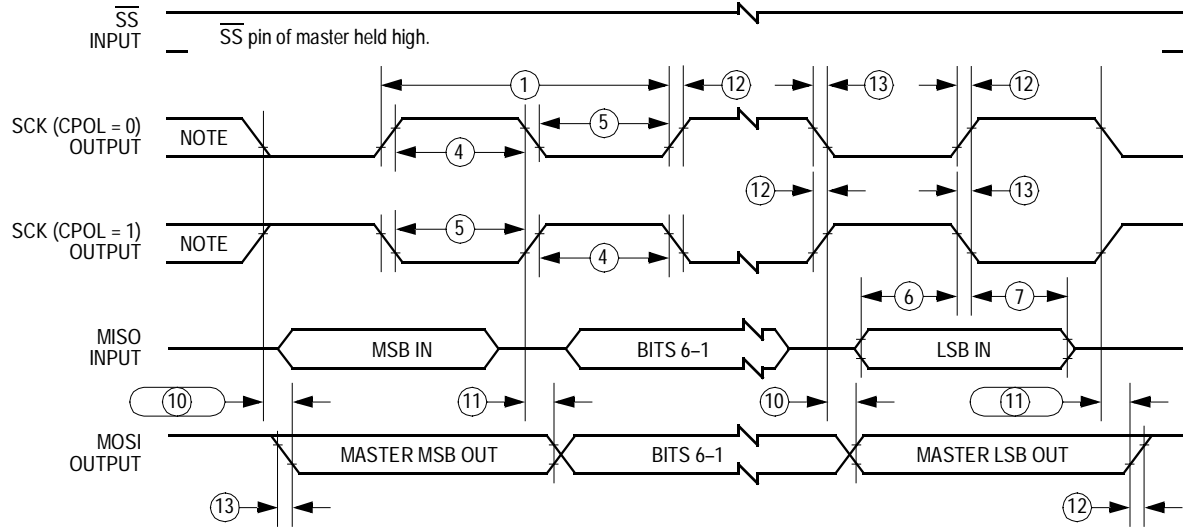 SS
INPUT
SS pin of master held high.
1
12
13
12
SCK (CPOL = 0)
OUTPUT
NOTE
5
4
12
13
SCK (CPOL = 1)
OUTPUT
NOTE
5
4
6
7
MISO
INPUT
MSB IN
BITS 6–1
LSB IN
10
11
10
11
MOSI
OUTPUT
MASTER MSB OUT
BITS 6–1
MASTER LSB OUT
13
12